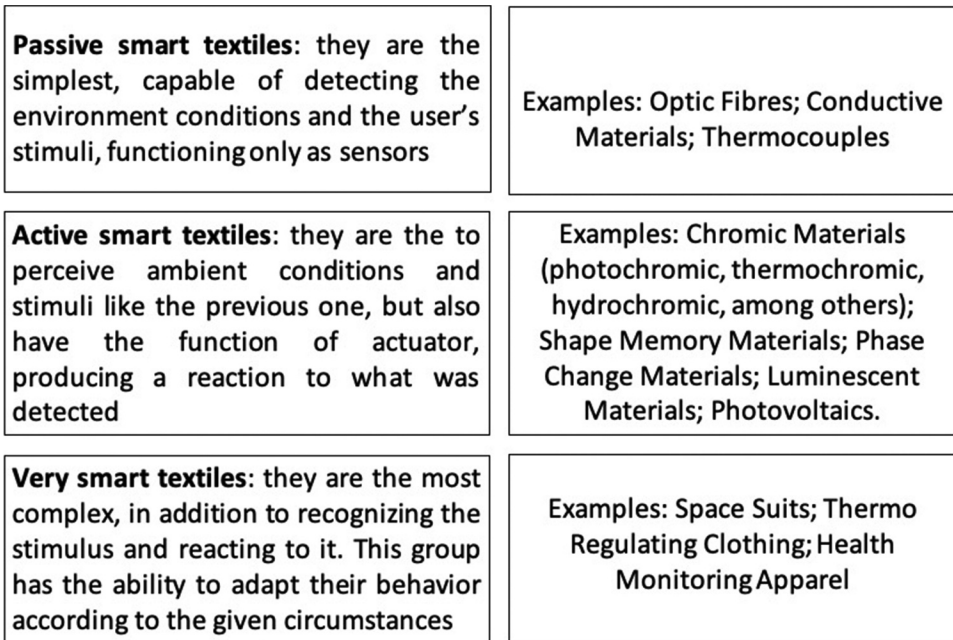 Passive smart textiles: they are the
simplest, capable of detecting the
environment conditions and the user's
stimuli, functioning only as sensors
Examples: Optic Fibres; Conductive
Materials; Thermocouples
Active smart textiles: they are the to
perceive ambient conditions and
stimuli like the previous one, but also
have the function of actuator,
producing a reaction to what was
detected
Examples: Chromic Materials
(photochromic, thermochromic,
hydrochromic, among others);
Shape Memory Materials; Phase
Change Materials; Luminescent
Materials; Photovoltaics.
Very smart textiles: they are the most
complex, in addition to recognizing the
stimulus and reacting to it. This group
has the ability to adapt their behavior
according to the given circumstances
Examples: Space Suits; Thermo
Regulating Clothing; Health
Monitoring Apparel